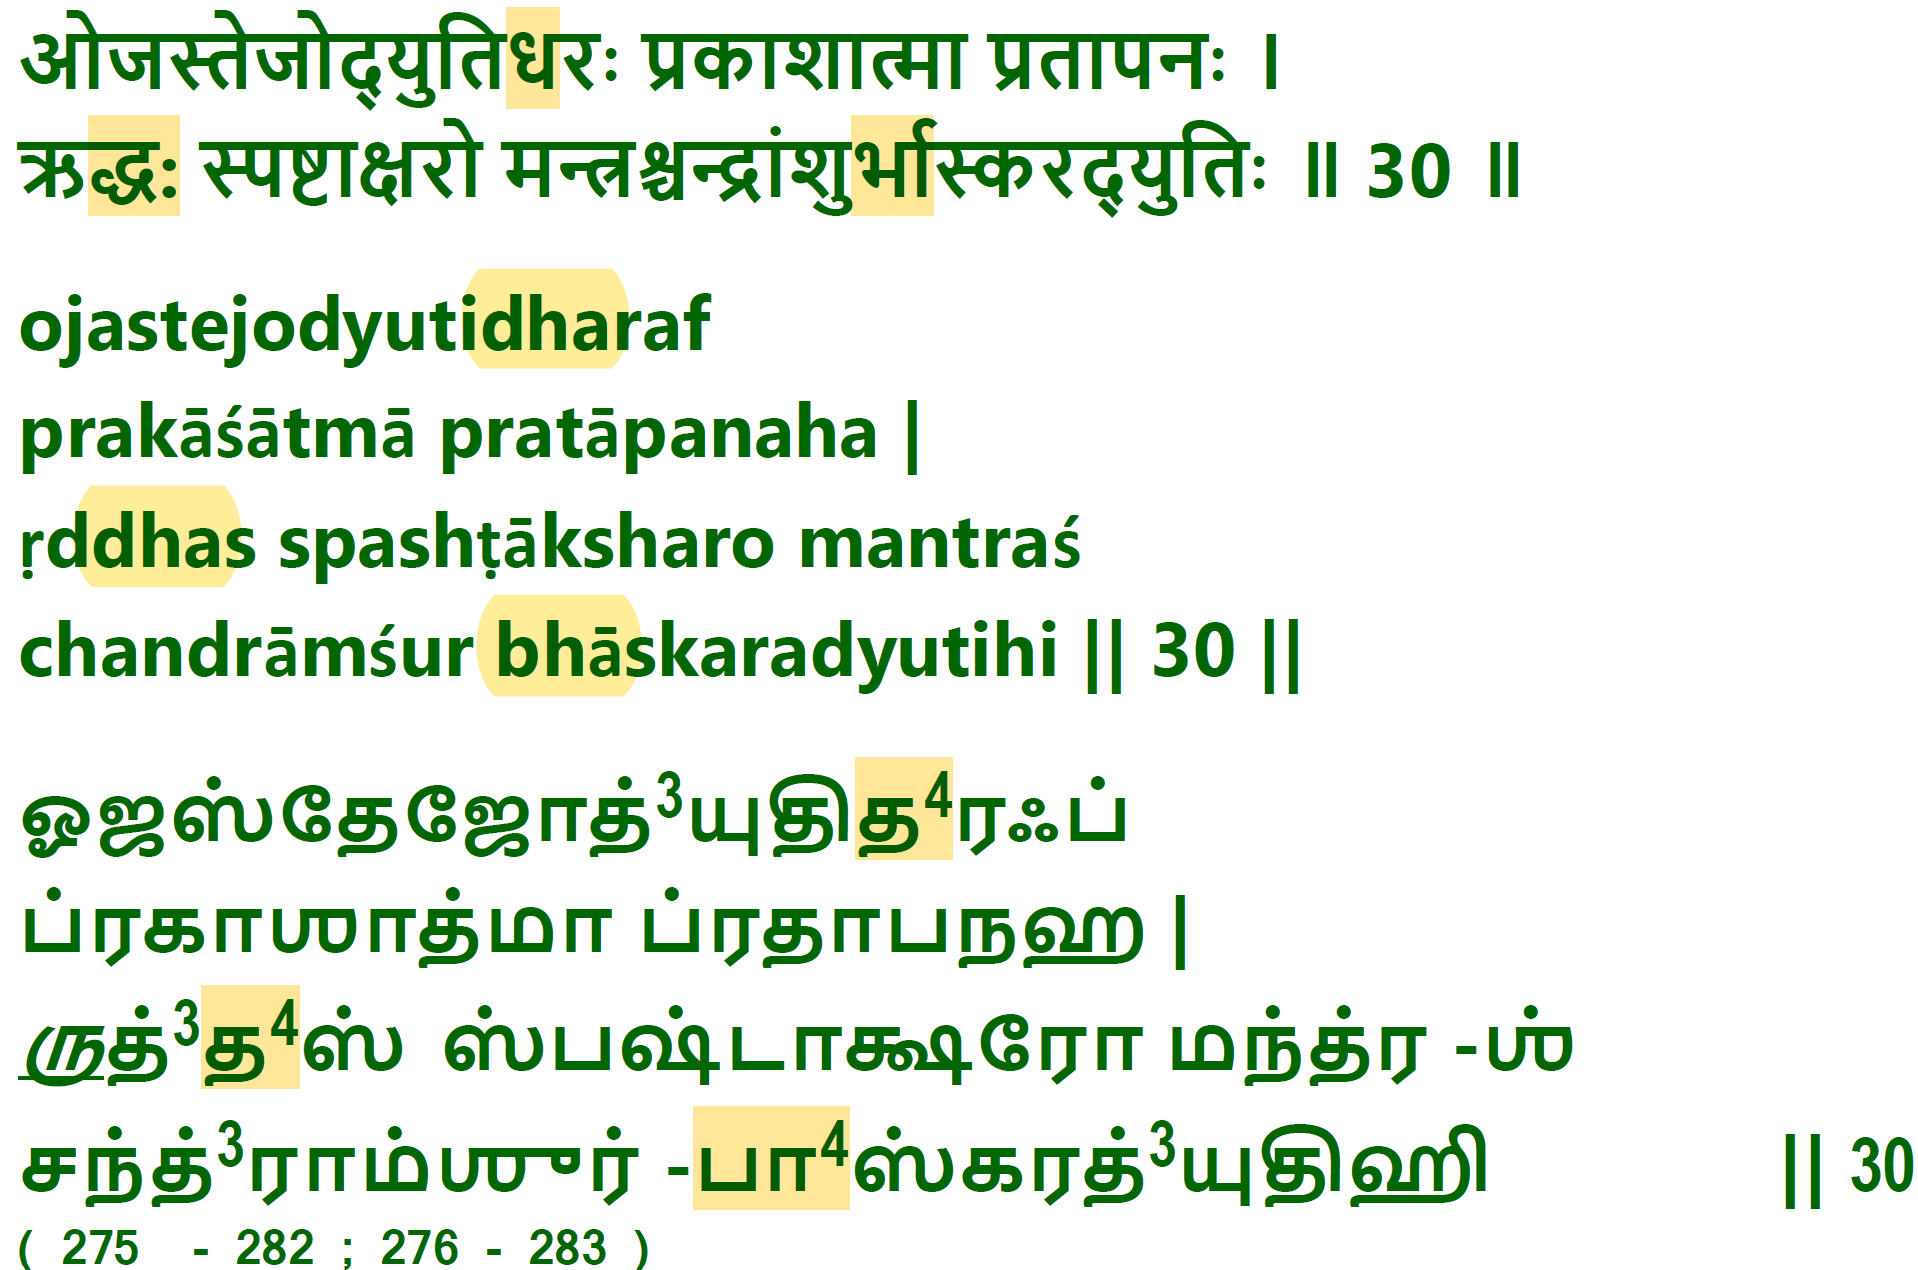 ओजस्तेजोद्‌युतिधरः प्रकाशात्मा प्रतापनः ।
ऋद्धः स्पष्टाक्षरो मन्त्रश्चन्द्रांशुर्भास्करद्‌युतिः ॥ 30 ॥
ojastejodyutidharaf
prakāśātmā pratāpanaha |
ṛddhas spashṭāksharo mantraś
chandrāmśur bhāskaradyutihi || 30 ||
ஓஜஸ்தேஜோத்³யுதித⁴ரஃப்
ப்ரகாஶாத்மா ப்ரதாபநஹ |
ருத்³த⁴ஸ் ஸ்பஷ்டாக்ஷரோ மந்த்ர -ஶ்
சந்த்³ராம்ஶுர் -பா⁴ஸ்கரத்³யுதிஹி || 30
( 275 - 282 ; 276 - 283 )